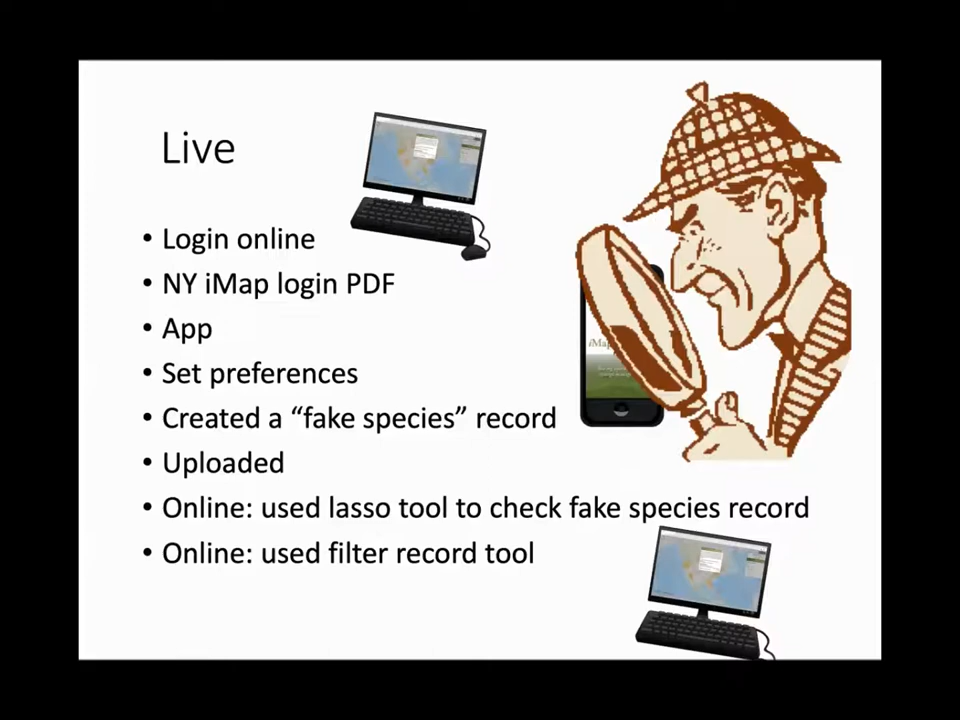 Live
• Login online
• NY iMap login PDF
• App
• Set preferences
• Created a “fake species” record
• Uploaded
• Online: used lasso tool to check fake species record
• Online: used filter record tool
iMap